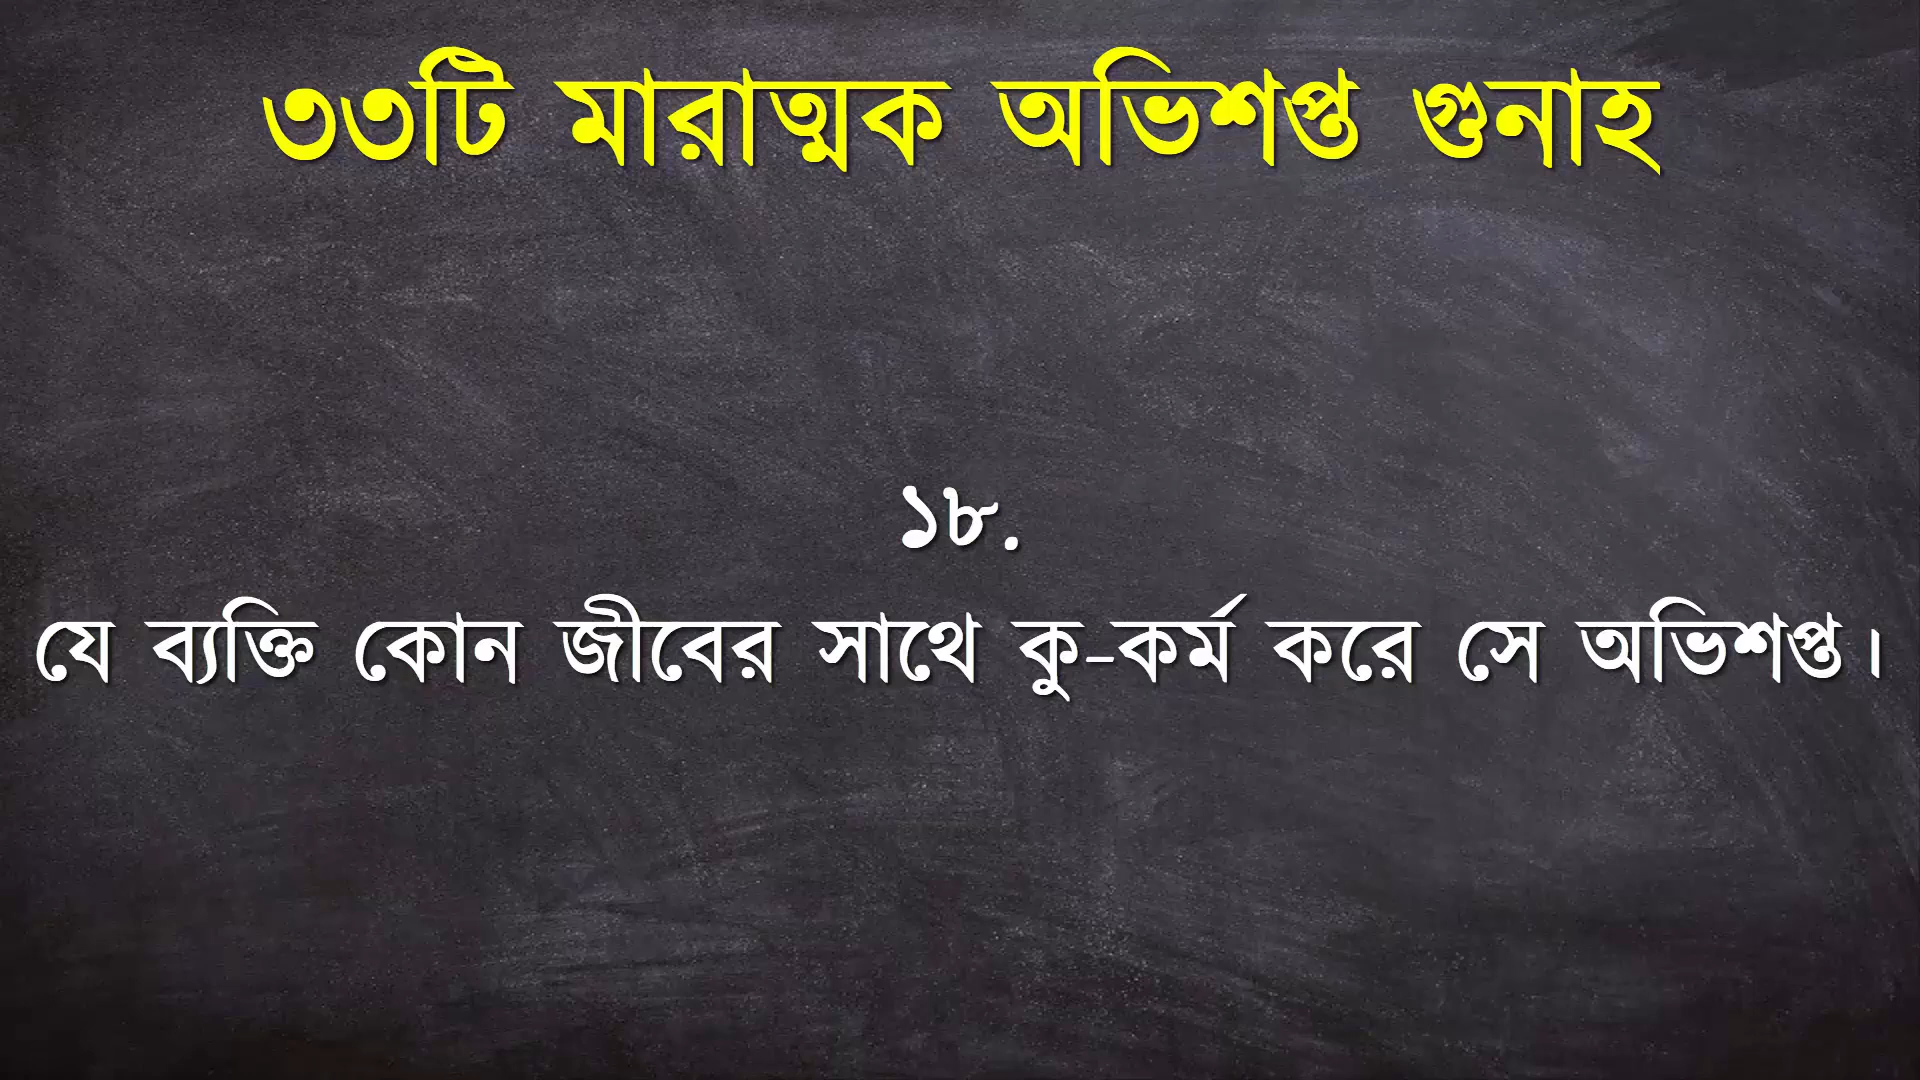 ৩৩টি মারাত্মক অভিশপ্ত গুনাহ
১৮.
যে ব্যক্তি কোন জীবের সাথে কু-কর্ম করে সে অভিশপ্ত।